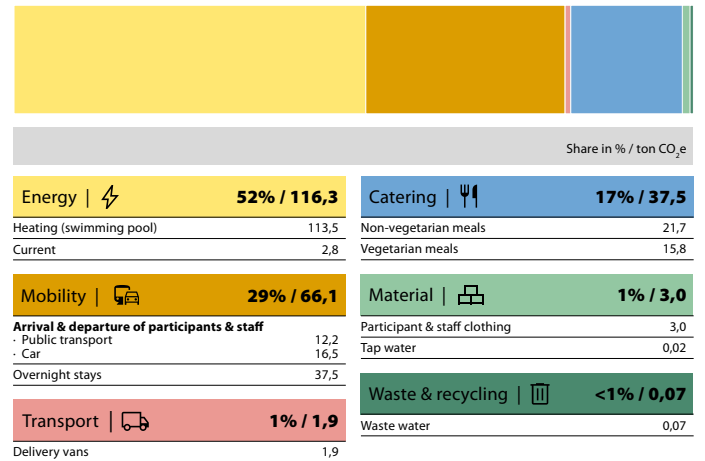 Share in % / ton CO₂e
Energy | 52% / 116,3
Heating (swimming pool) 113,5
Current 2,8
Mobility | 29% / 66,1
Arrival & departure of participants & staff
· Public transport 12,2
· Car 16,5
Overnight stays 37,5
Transport | 1% / 1,9
Delivery vans 1,9
Catering | 17% / 37,5
Non-vegetarian meals 21,7
Vegetarian meals 15,8
Material | 1% / 3,0
Participant & staff clothing 3,0
Tap water 0,02
Waste & recycling | <1% / 0,07
Waste water 0,07